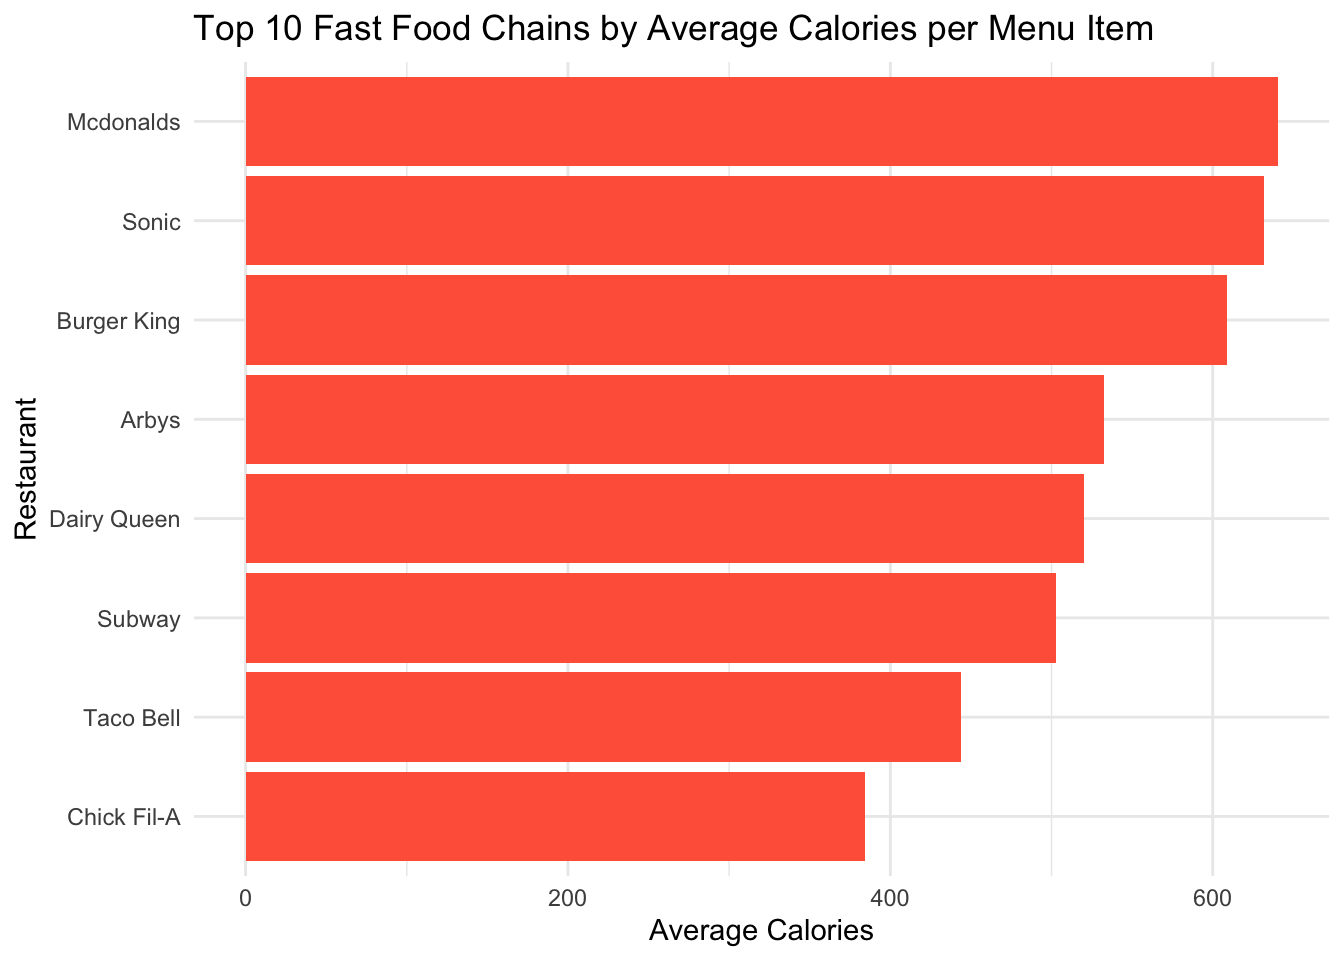 Top 10 Fast Food Chains by Average Calories per Menu Item
Restaurant
Mcdonalds
Sonic
Burger King
Arbys
Dairy Queen
Subway
Taco Bell
Chick Fil-A
0 200 400 600
Average Calories